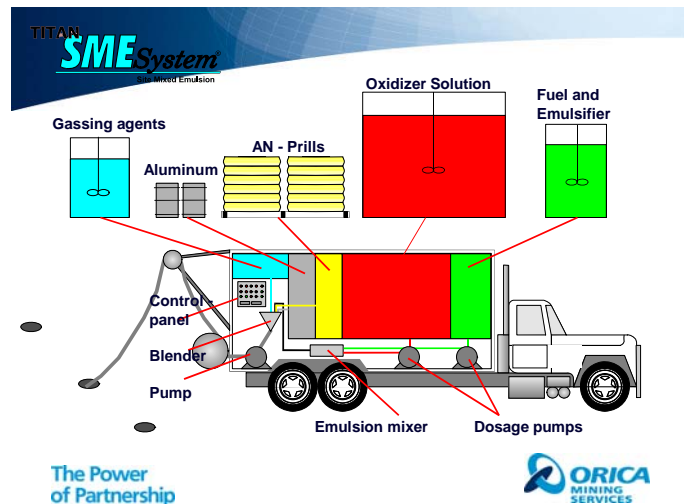 TITAN
SME System®
Site Mixed Emulsion
Oxidizer Solution
Fuel and
Emulsifier
Gassing agents
AN - Prills
Aluminum
Control -
panel
Blender
Pump
Emulsion mixer
Dosage pumps
The Power
of Partnership
ORICA
MINING
SERVICES